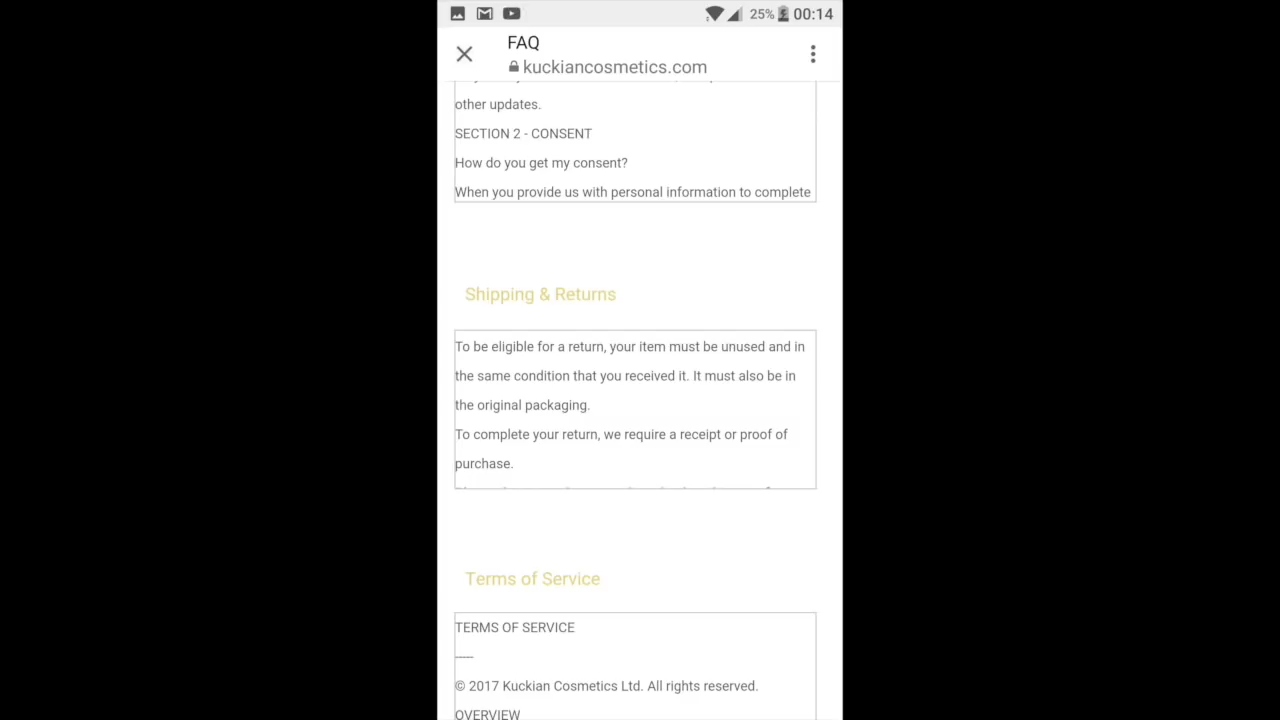 25% 00:14
FAQ
kuckiancosmetics.com
other updates.
SECTION 2 - CONSENT
How do you get my consent?
When you provide us with personal information to complete
Shipping & Returns
To be eligible for a return, your item must be unused and in
the same condition that you received it. It must also be in
the original packaging.
To complete your return, we require a receipt or proof of
purchase.
Terms of Service
TERMS OF SERVICE
-----
© 2017 Kuckian Cosmetics Ltd. All rights reserved.
OVERVIEW